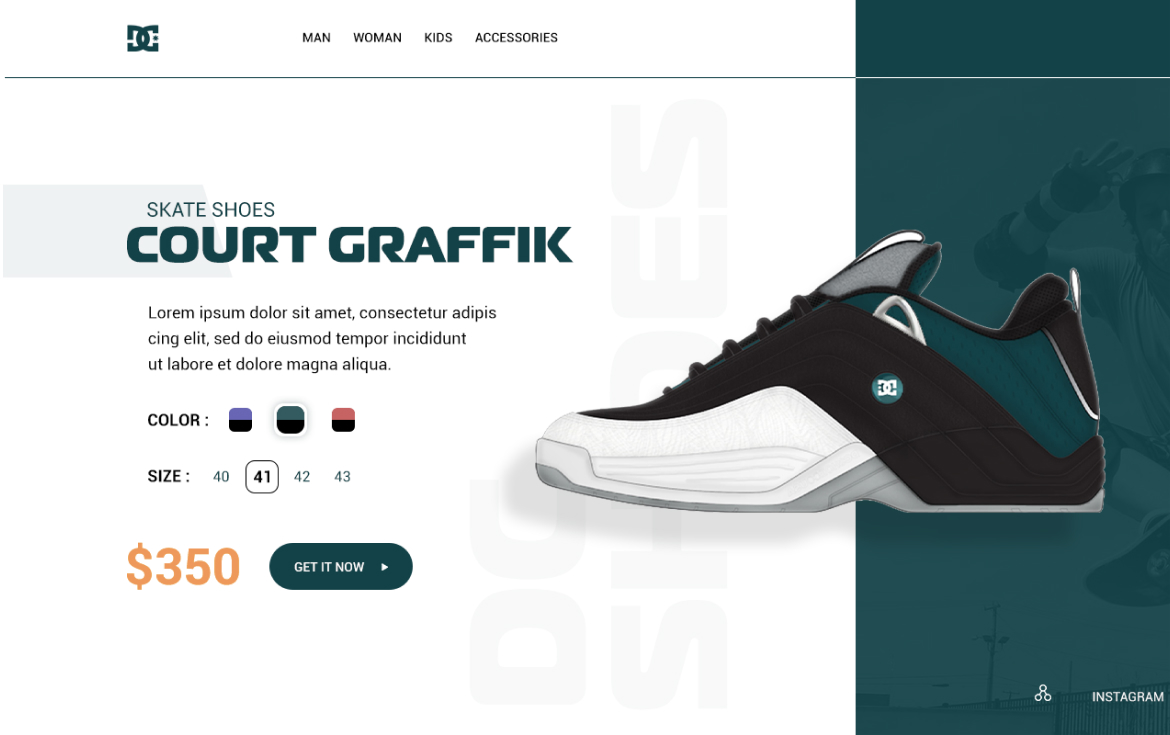 DC
MAN WOMAN KIDS ACCESSORIES
SKATE SHOES
COURT GRAFFIK
Lorem ipsum dolor sit amet, consectetur adipis
cing elit, sed do eiusmod tempor incididunt
ut labore et dolore magna aliqua.
COLOR :
SIZE : 40 41 42 43
$350 GET IT NOW
DC
SHOES
DC
INSTAGRAM